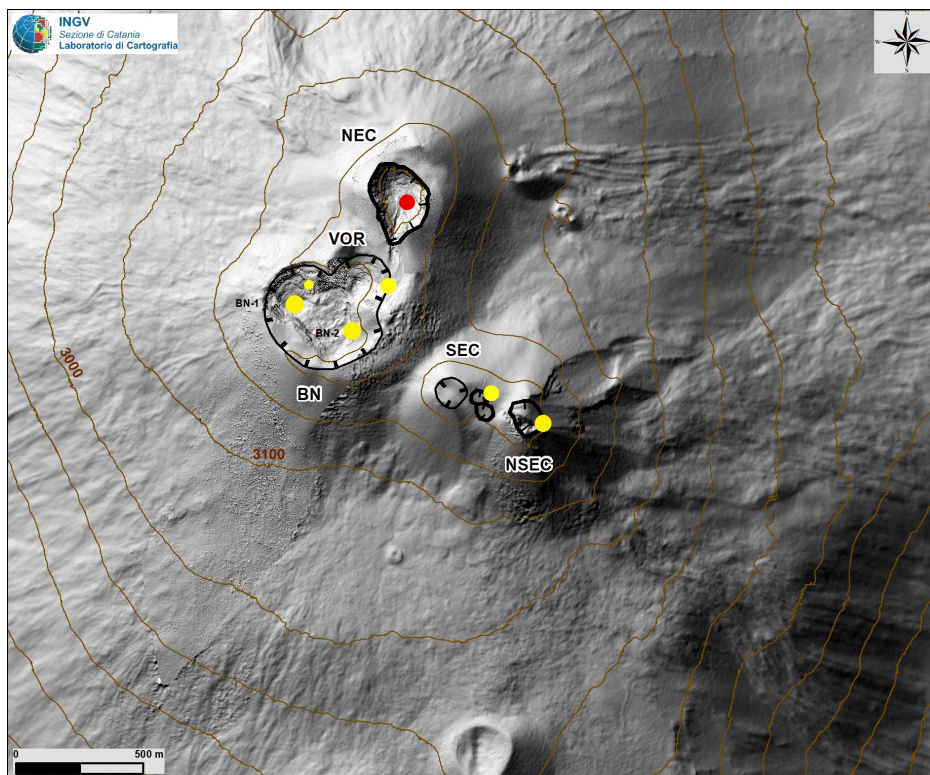 INGV
Sezione di Catania
Laboratorio di Cartografia
N
W
S
NEC
VOR
BN-1
BN-2
SEC
BN
3000
3100
NSEC
0 500 m